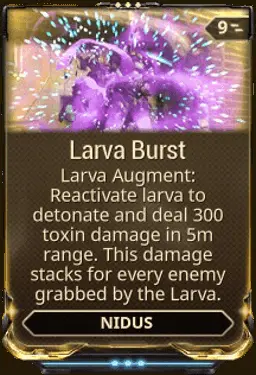 9
Larva Burst
Larva Augment:
Reactivate larva to
detonate and deal 300
toxin damage in 5m
range. This damage
stacks for every enemy
grabbed by the Larva.
NIDUS